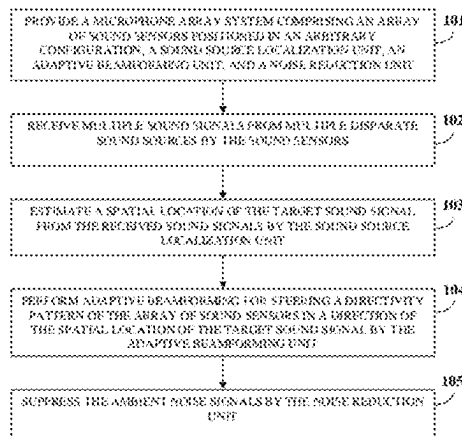 101
PROVIDE A MICROPHONE ARRAY SYSTEM COMPRISING AN ARRAY
OF SOUND SENSORS POSITIONED IN AN ARBITRARY
CONFIGURATION, A SOUND SOURCE LOCALIZATION UNIT, AN
ADAPTIVE BEAMFORMING UNIT, AND A NOISE REDUCTION UNIT
102
RECEIVE MULTIPLE SOUND SIGNALS FROM MULTIPLE DISPARATE
SOUND SOURCES BY THE SOUND SENSORS
103
ESTIMATE A SPATIAL LOCATION OF THE TARGET SOUND SIGNAL
FROM THE RECEIVED SOUND SIGNALS BY THE SOUND SOURCE
LOCALIZATION UNIT
104
PERFORM ADAPTIVE BEAMFORMING FOR STEERING A DIRECTIVITY
PATTERN OF THE ARRAY OF SOUND SENSORS IN A DIRECTION
OF THE SPATIAL LOCATION OF THE TARGET SOUND SIGNAL BY THE
ADAPTIVE BEAMFORMING UNIT
105
SUPPRESS THE AMBIENT NOISE SIGNALS BY THE NOISE REDUCTION
UNIT